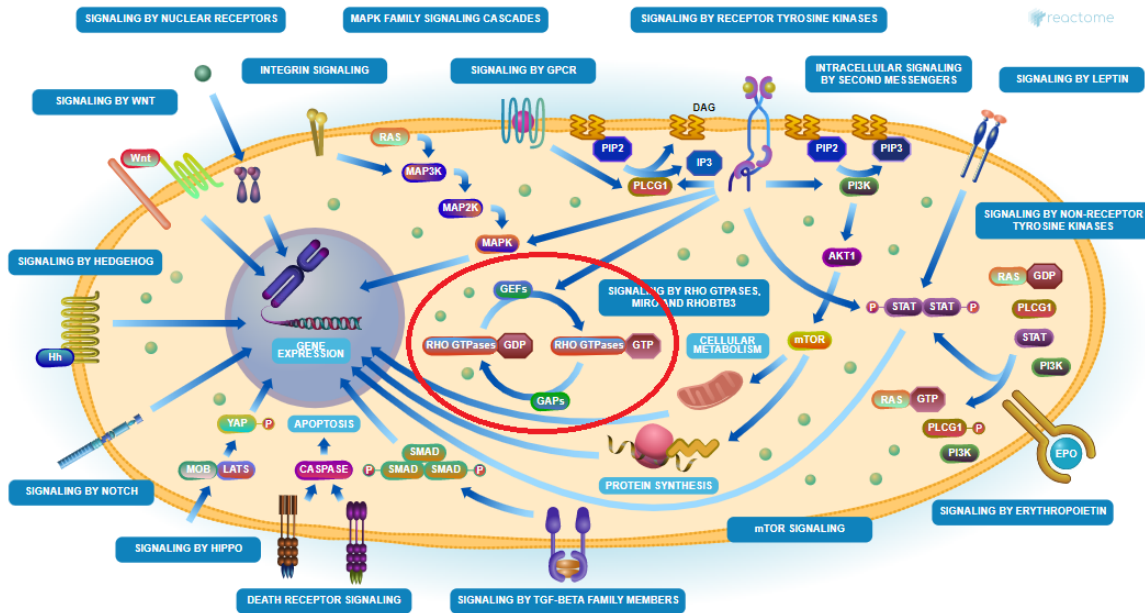 SIGNALING BY NUCLEAR RECEPTORS
MAPK FAMILY SIGNALING CASCADES
SIGNALING BY RECEPTOR TYROSINE KINASES
reactome
INTEGRIN SIGNALING
SIGNALING BY GPCR
INTRACELLULAR SIGNALING
BY SECOND MESSENGERS
SIGNALING BY LEPTIN
SIGNALING BY WNT
DAG
RAS
PIP2
IP3
PIP2
PIP3
Wnt
MAP3K
PLCG1
PI3K
MAP2K
SIGNALING BY NON-RECEPTOR
TYROSINE KINASES
MAPK
AKT1
SIGNALING BY HEDGEHOG
RAS
GDP
GEFs
SIGNALING BY RHO GTPASES,
MIRO AND RHOBTB3
P
STAT
STAT
P
PLCG1
GENE
EXPRESSION
RHO GTPases
GDP
RHO GTPases
GTP
CELLULAR
METABOLISM
mTOR
STAT
Hh
PI3K
GAPs
RAS
GTP
YAP
P
APOPTOSIS
PLCG1
P
SMAD
PI3K
EPO
MOB
LATS
CASPASE
P
SMAD
SMAD
P
PROTEIN SYNTHESIS
SIGNALING BY NOTCH
SIGNALING BY ERYTHROPOIETIN
mTOR SIGNALING
SIGNALING BY HIPPO
DEATH RECEPTOR SIGNALING
SIGNALING BY TGF-BETA FAMILY MEMBERS